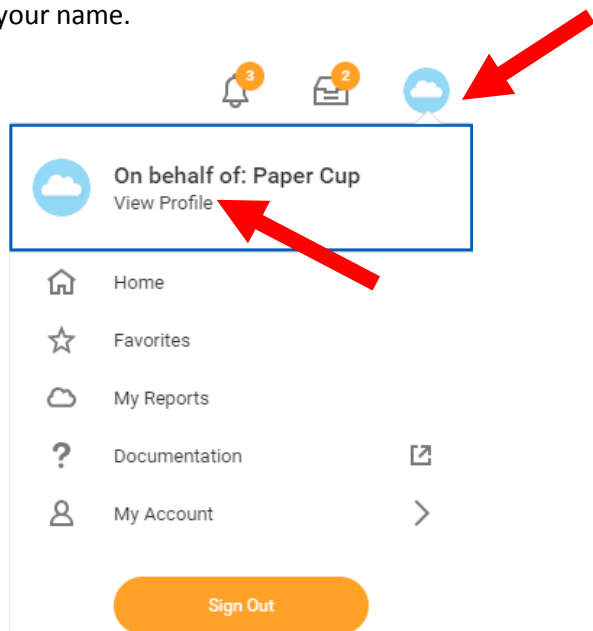 your name.
3 2
On behalf of: Paper Cup
View Profile
Home
Favorites
My Reports
? Documentation
My Account
Sign Out